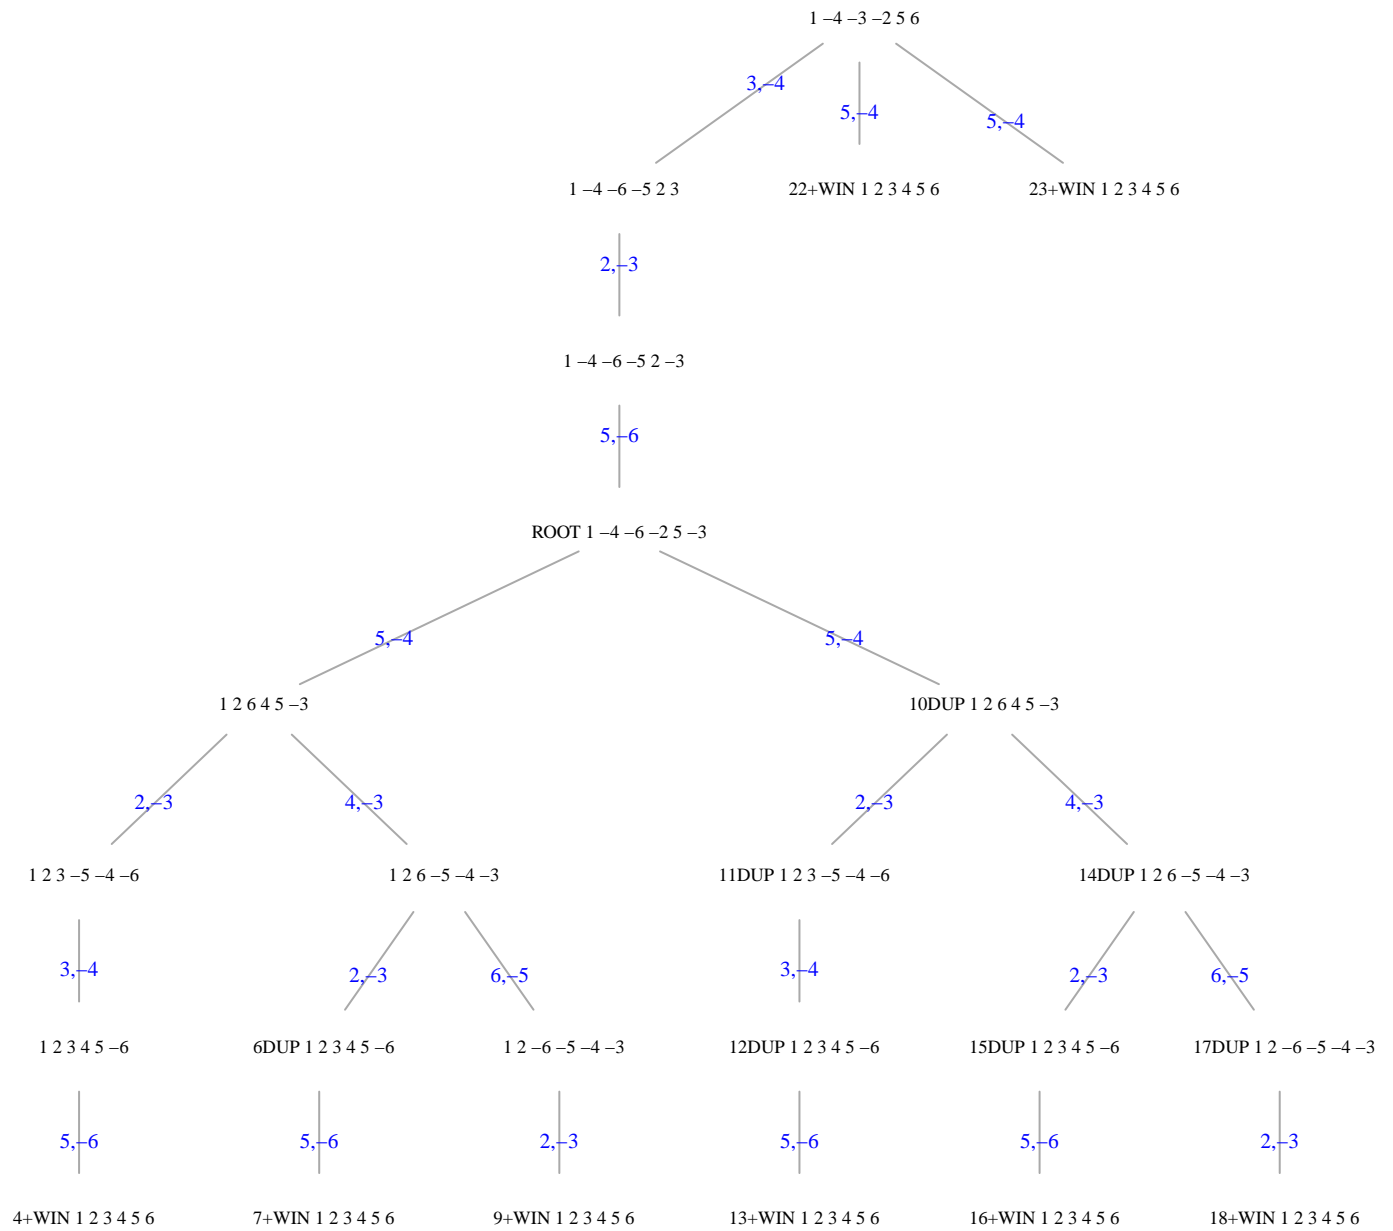 1 –4 –3 –2 5 6
3,–4
5,–4
5,–4
1 –4 –6 –5 2 3
22+WIN 1 2 3 4 5 6
23+WIN 1 2 3 4 5 6
2,–3
1 –4 –6 –5 2 –3
5,–6
ROOT 1 –4 –6 –2 5 –3
5,–4
5,–4
1 2 6 4 5 –3
10DUP 1 2 6 4 5 –3
2,–3
4,–3
2,–3
4,–3
1 2 3 –5 –4 –6
1 2 6 –5 –4 –3
11DUP 1 2 3 –5 –4 –6
14DUP 1 2 6 –5 –4 –3
3,–4
2,–3
6,–5
3,–4
2,–3
6,–5
1 2 3 4 5 –6
6DUP 1 2 3 4 5 –6
1 2 –6 –5 –4 –3
12DUP 1 2 3 4 5 –6
15DUP 1 2 3 4 5 –6
17DUP 1 2 –6 –5 –4 –3
5,–6
5,–6
2,–3
5,–6
5,–6
2,–3
4+WIN 1 2 3 4 5 6
7+WIN 1 2 3 4 5 6
9+WIN 1 2 3 4 5 6
13+WIN 1 2 3 4 5 6
16+WIN 1 2 3 4 5 6
18+WIN 1 2 3 4 5 6